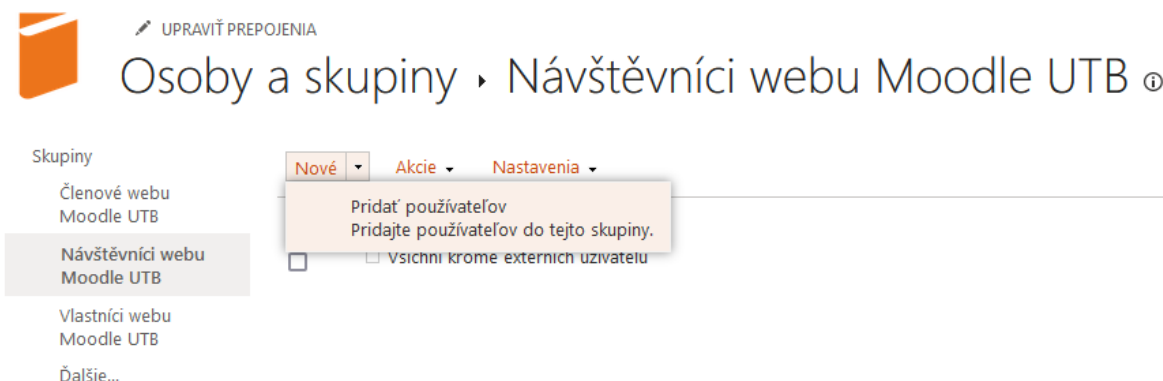 UPRAVIŤ PREPOJENIA
Osoby a skupiny ▸ Návštěvníci webu Moodle UTB
Skupiny
Členové webu
Moodle UTB
Návštěvníci webu
Moodle UTB
Vlastníci webu
Moodle UTB
Ďalšie...
Nové Akcie Nastavenia
Pridať používateľov
Pridajte používateľov do tejto skupiny.
Všichni kromě externích uživatelů